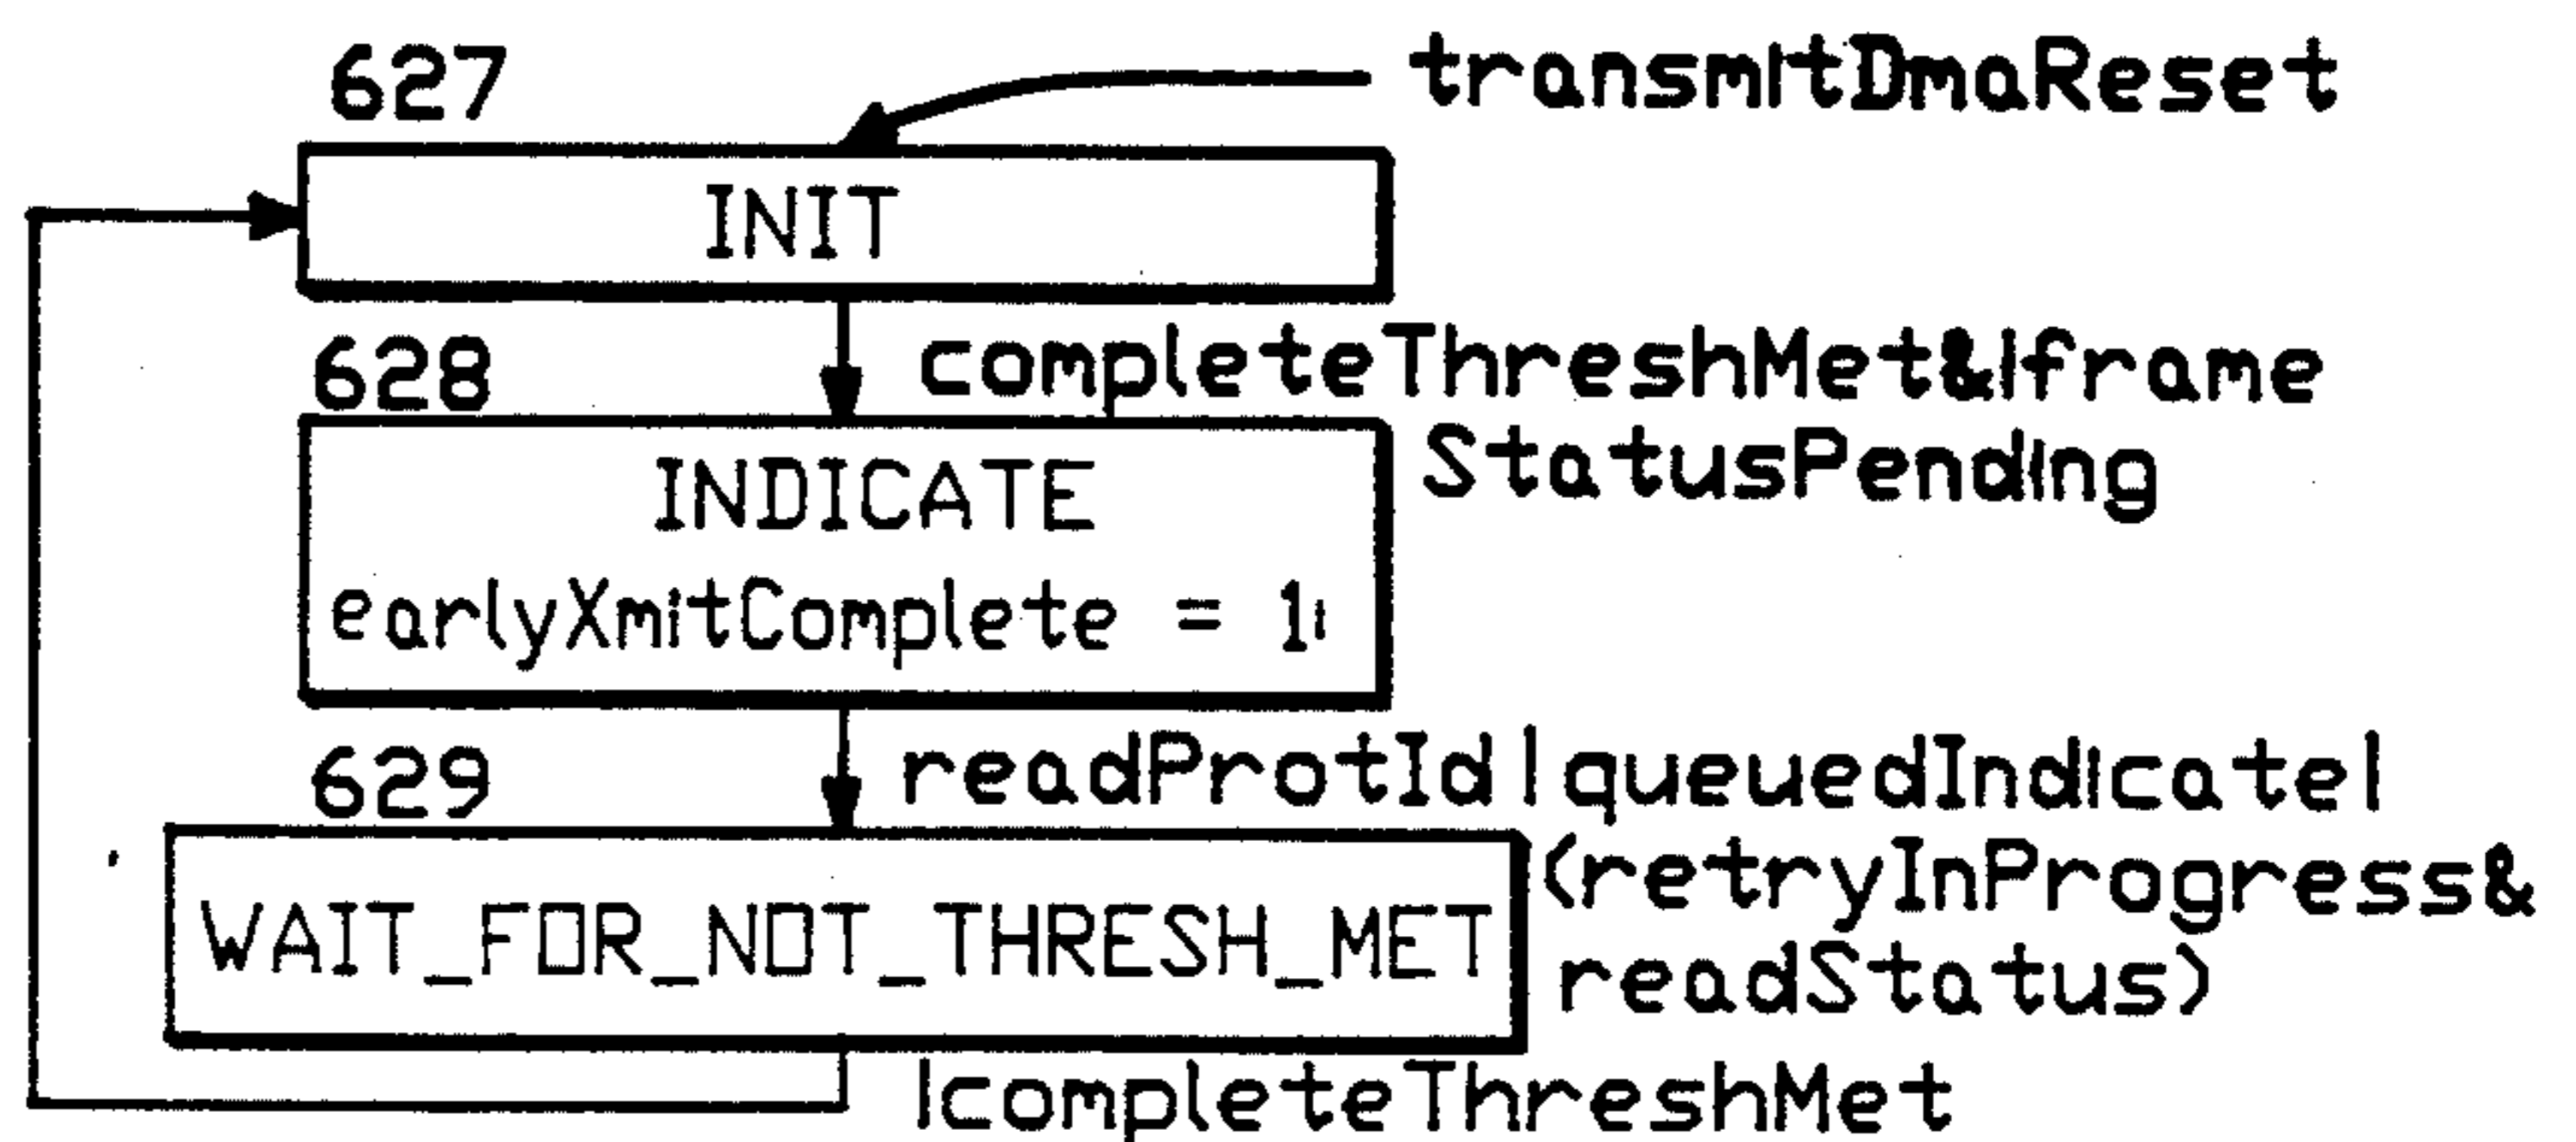 627
transmitDmaReset
INIT
628
completeThreshMet&!frame
StatusPending
INDICATE
earlyXmitComplete = 1;
629
readProtId|queuedIndicate|
(retryInProgress&
readStatus)
WAIT_FOR_NOT_THRESH_MET
!completeThreshMet